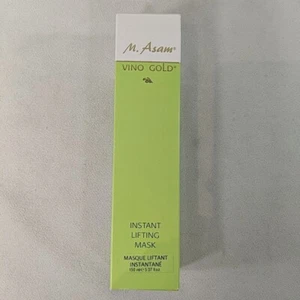 M. Asam®
VINO GOLD®
INSTANT
LIFTING
MASK
MASQUE LIFTANT
INSTANTANÉ